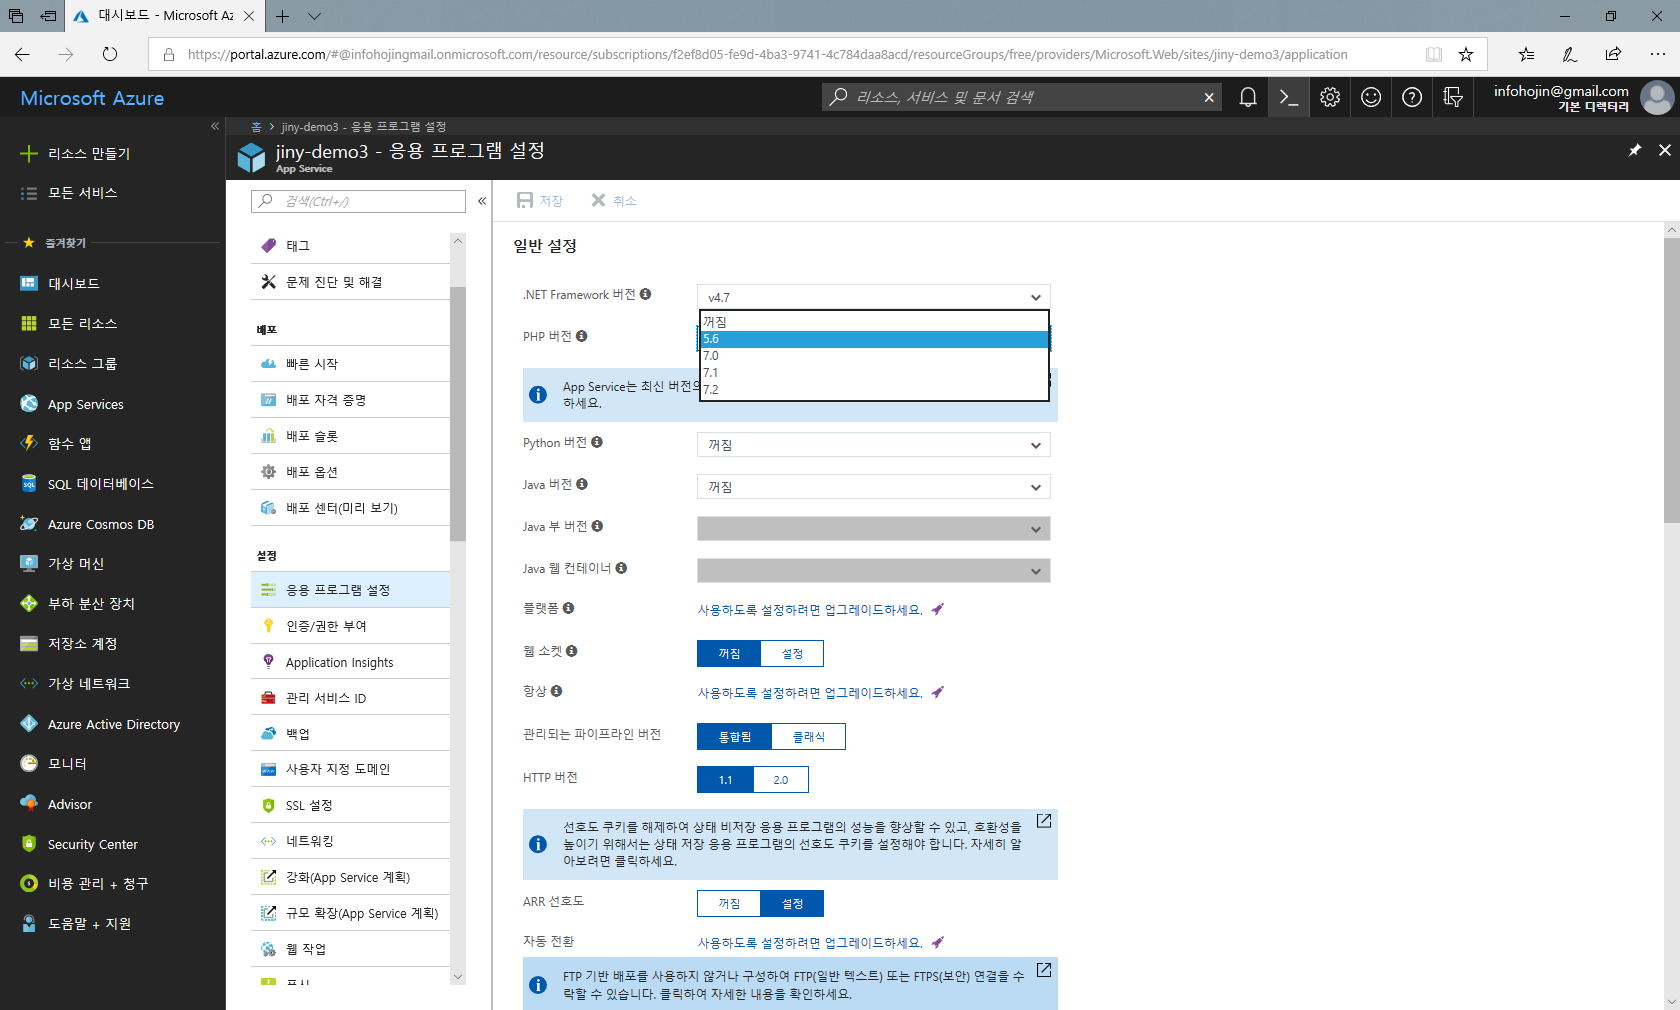 대시보드 - Microsoft Az
https://portal.azure.com/#@infohojingmail.onmicrosoft.com/resource/subscriptions/f2ef8d05-fe9d-4ba3-9741-4c784daa8acd/resourceGroups/free/providers/Microsoft.Web/sites/jiny-demo3/application
Microsoft Azure
리소스, 서비스 및 문서 검색
infohojin@gmail.com
기본 디렉터리
홈 > jiny-demo3 - 응용 프로그램 설정
jiny-demo3 - 응용 프로그램 설정
App Service
리소스 만들기
모든 서비스
즐겨찾기
대시보드
모든 리소스
리소스 그룹
App Services
함수 앱
SQL 데이터베이스
Azure Cosmos DB
가상 머신
부하 분산 장치
저장소 계정
가상 네트워크
Azure Active Directory
모니터
Advisor
Security Center
비용 관리 + 청구
도움말 + 지원
검색(Ctrl+/)
태그
문제 진단 및 해결
배포
빠른 시작
배포 자격 증명
배포 슬롯
배포 옵션
배포 센터(미리 보기)
설정
응용 프로그램 설정
인증/권한 부여
Application Insights
관리 서비스 ID
백업
사용자 지정 도메인
SSL 설정
네트워킹
강화(App Service 계획)
규모 확장(App Service 계획)
웹 작업
저장
취소
일반 설정
.NET Framework 버전
v4.7
PHP 버전
꺼짐
5.6
7.0
7.1
7.2
App Service는 최신 버전으
하세요.
Python 버전
꺼짐
Java 버전
꺼짐
Java 부 버전
Java 웹 컨테이너
플랫폼
사용하도록 설정하려면 업그레이드하세요.
웹 소켓
꺼짐
설정
항상
사용하도록 설정하려면 업그레이드하세요.
관리되는 파이프라인 버전
통합됨
클래식
HTTP 버전
1.1
2.0
선호도 쿠키를 해제하여 상태 비저장 응용 프로그램의 성능을 향상할 수 있고, 호환성을
높이기 위해서는 상태 저장 응용 프로그램의 선호도 쿠키를 설정해야 합니다. 자세히 알
아보려면 클릭하세요.
ARR 선호도
꺼짐
설정
자동 전환
사용하도록 설정하려면 업그레이드하세요.
FTP 기반 배포를 사용하지 않거나 구성하여 FTP(일반 텍스트) 또는 FTPS(보안) 연결을 수
락할 수 있습니다. 클릭하여 자세한 내용을 확인하세요.